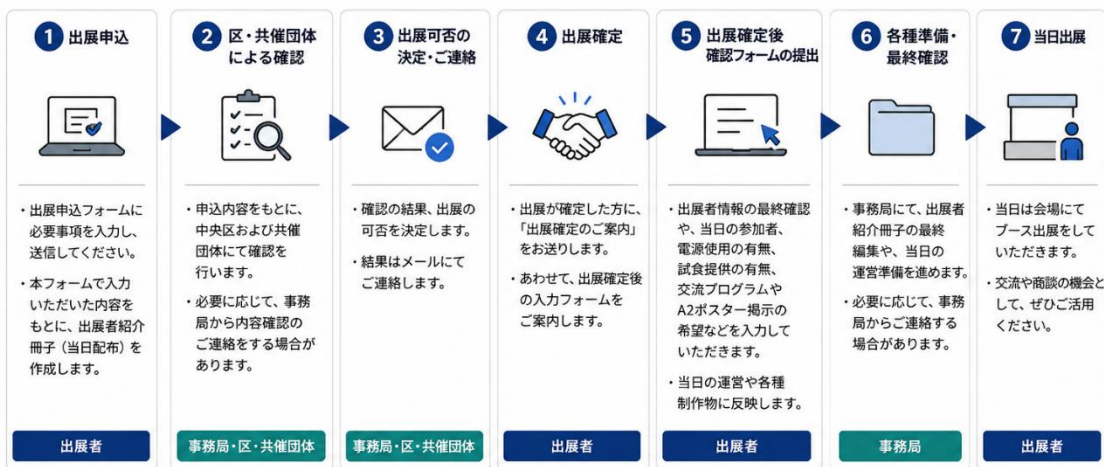 1 出展申込
・出展申込フォームに
必要事項を入力し、
送信してください。
・本フォームで入力
いただいた内容を
もとに、出展者紹介
冊子（当日配布）を
作成します。
出展者
2 区・共催団体
による確認
・申込内容をもとに、
中央区および共催
団体にて確認を
行います。
・必要に応じて、事務
局から内容確認の
ご連絡をする場合が
あります。
事務局・区・共催団体
3 出展可否の
決定・ご連絡
・確認の結果、出展の
可否を決定します。
・結果はメールにて
ご連絡します。
事務局・区・共催団体
4 出展確定
・出展が確定した方に、
「出展確定のご案内」
をお送りします。
・あわせて、出展確定後
の入力フォームを
ご案内します。
出展者
5 出展確定後
確認フォームの提出
・出展者情報の最終確認
や、当日の参加者、
電源使用の有無、
試食提供の有無、
交流プログラムや
A2ポスター掲示の
希望などを入力して
いただきます。
・当日の運営や各種
制作物に反映します。
出展者
6 各種準備・
最終確認
・事務局にて、出展者
紹介冊子の最終
編集や、当日の
運営準備を進めます。
・必要に応じて、事務
局からご連絡する
場合があります。
事務局
7 当日出展
・当日は会場にて
ブース出展をして
いただきます。
・交流や商談の機会と
して、ぜひご活用
ください。
出展者